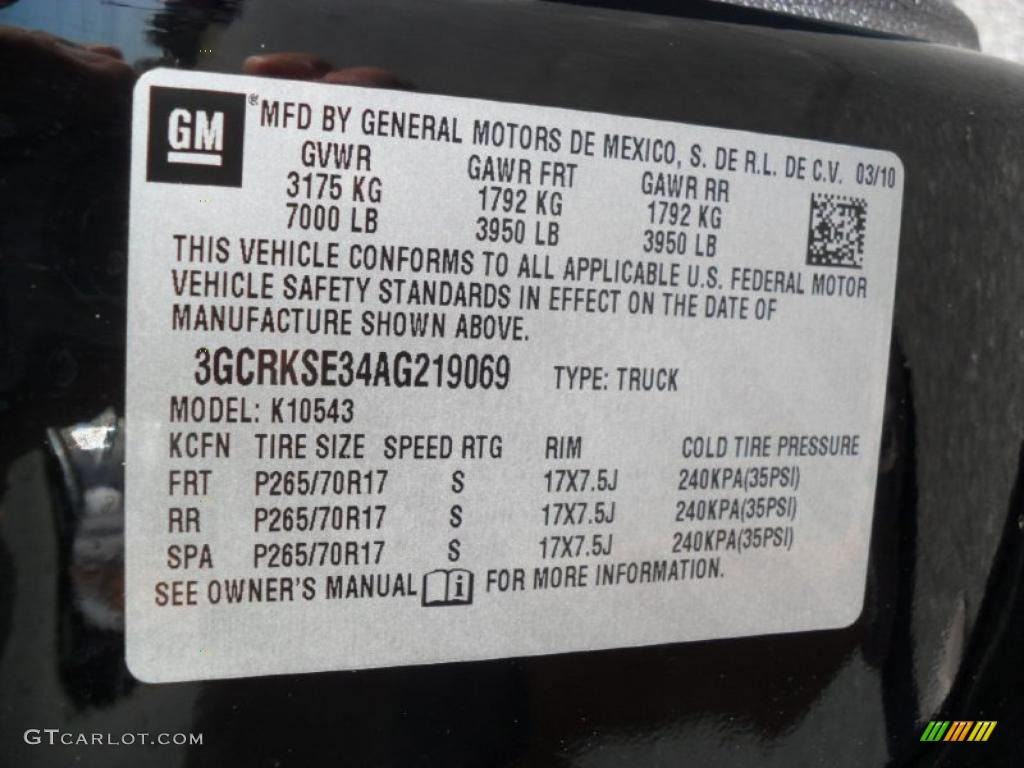 GM ® MFD BY GENERAL MOTORS DE MEXICO, S. DE R.L. DE C.V. 03/10
GVWR GAWR FRT GAWR RR
3175 KG 1792 KG 1792 KG
7000 LB 3950 LB 3950 LB
THIS VEHICLE CONFORMS TO ALL APPLICABLE U.S. FEDERAL MOTOR
VEHICLE SAFETY STANDARDS IN EFFECT ON THE DATE OF
MANUFACTURE SHOWN ABOVE.
3GCRKSE34AG219069 TYPE: TRUCK
MODEL: K10543
KCFN TIRE SIZE SPEED RTG RIM COLD TIRE PRESSURE
FRT P265/70R17 S 17X7.5J 240KPA(35PSI)
RR P265/70R17 S 17X7.5J 240KPA(35PSI)
SPA P265/70R17 S 17X7.5J 240KPA(35PSI)
SEE OWNER'S MANUAL i FOR MORE INFORMATION.
GTCARLOT.COM